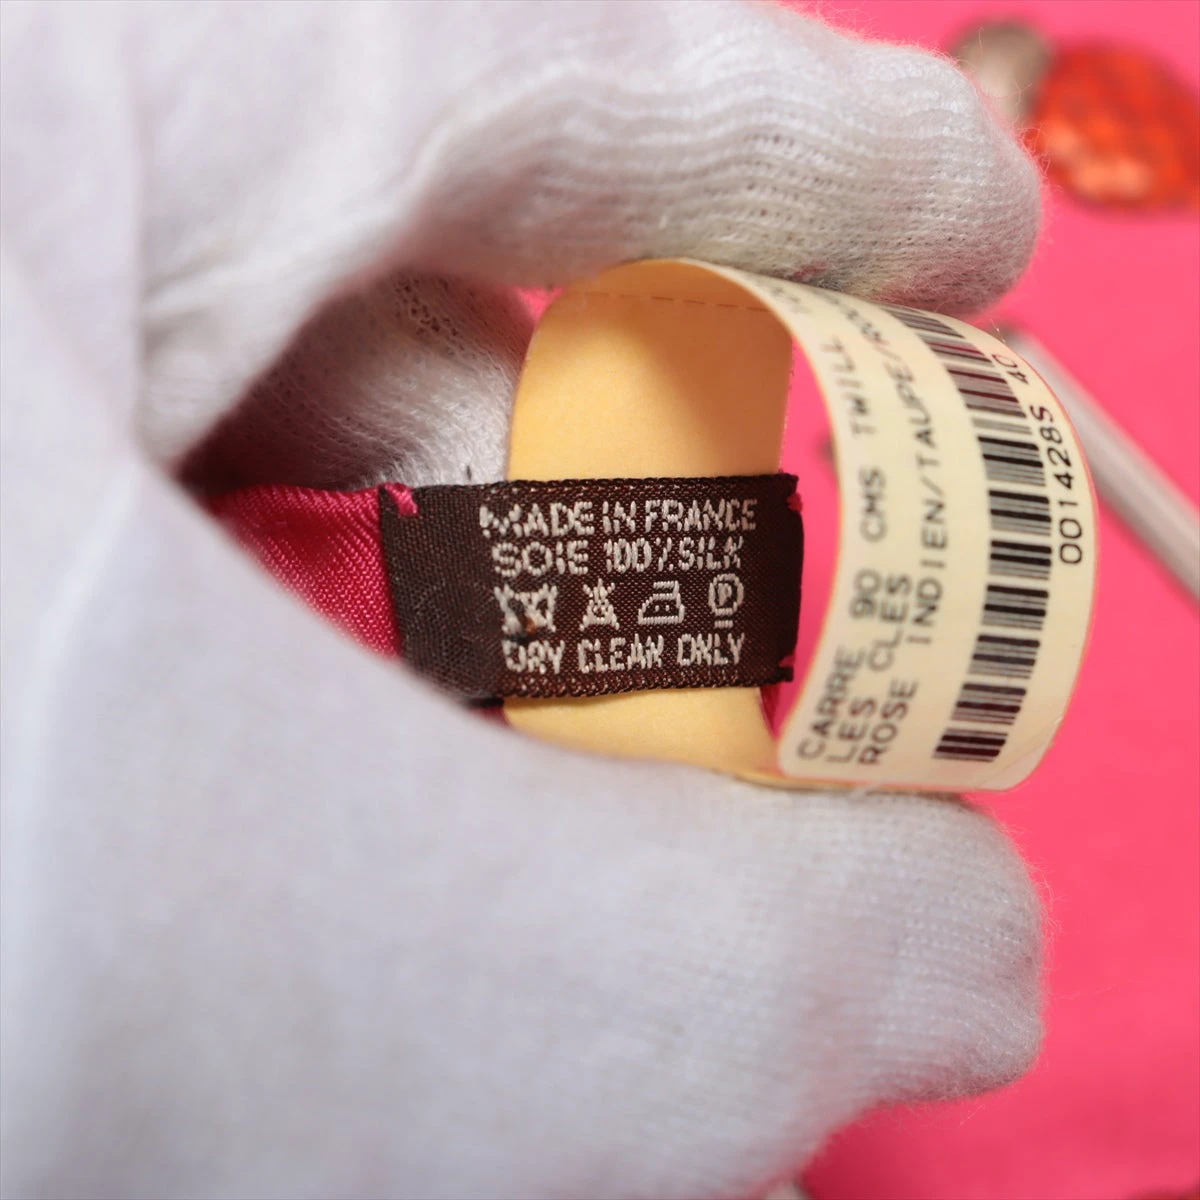 MADE IN FRANCE
SOIE 100% SILK
P
DRY CLEAN ONLY
CARRE 90 CMS TWILL
LES CLES
ROSE INDIEN/TAUPE/
001428S 40